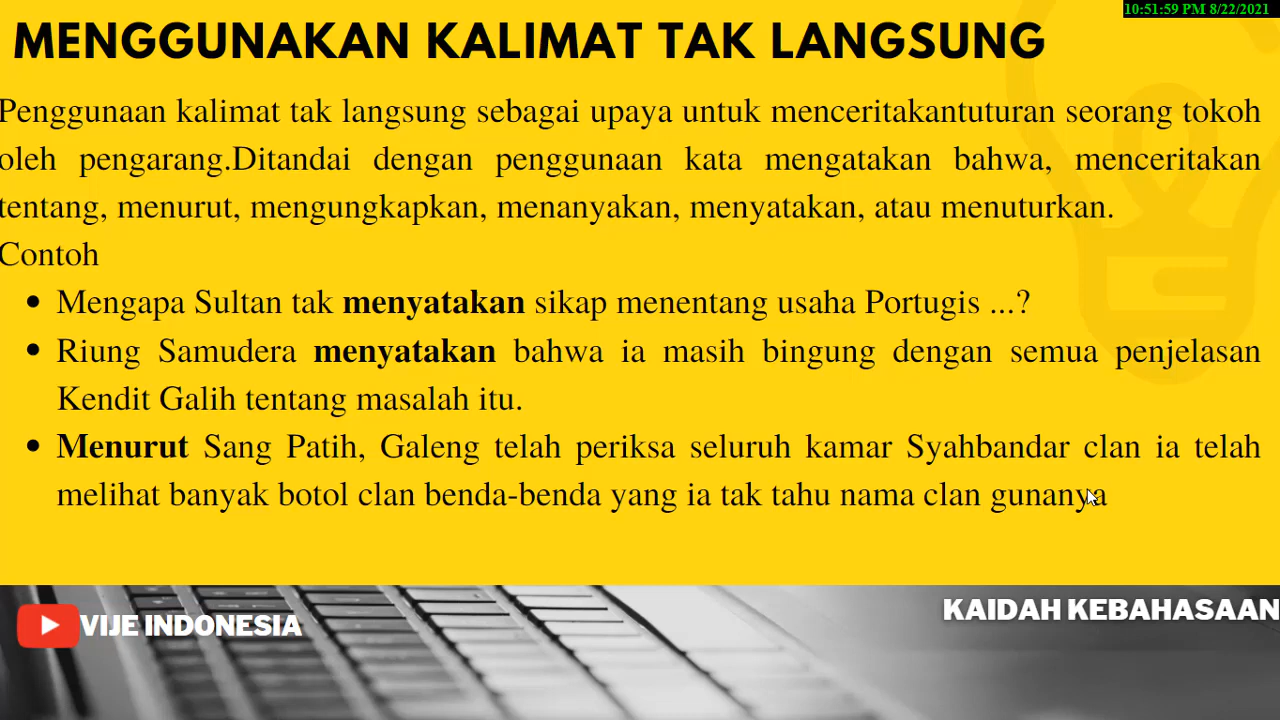 10:51:59 PM 8/22/2021
MENGGUNAKAN KALIMAT TAK LANGSUNG
Penggunaan kalimat tak langsung sebagai upaya untuk menceritakantuturan seorang tokoh
oleh pengarang.Ditandai dengan penggunaan kata mengatakan bahwa, menceritakan
tentang, menurut, mengungkapkan, menanyakan, menyatakan, atau menuturkan.
Contoh
• Mengapa Sultan tak menyatakan sikap menentang usaha Portugis ...?
• Riung Samudera menyatakan bahwa ia masih bingung dengan semua penjelasan
Kendit Galih tentang masalah itu.
• Menurut Sang Patih, Galeng telah periksa seluruh kamar Syahbandar clan ia telah
melihat banyak botol clan benda-benda yang ia tak tahu nama clan gunanya
VIJE INDONESIA
KAIDAH KEBAHASAAN